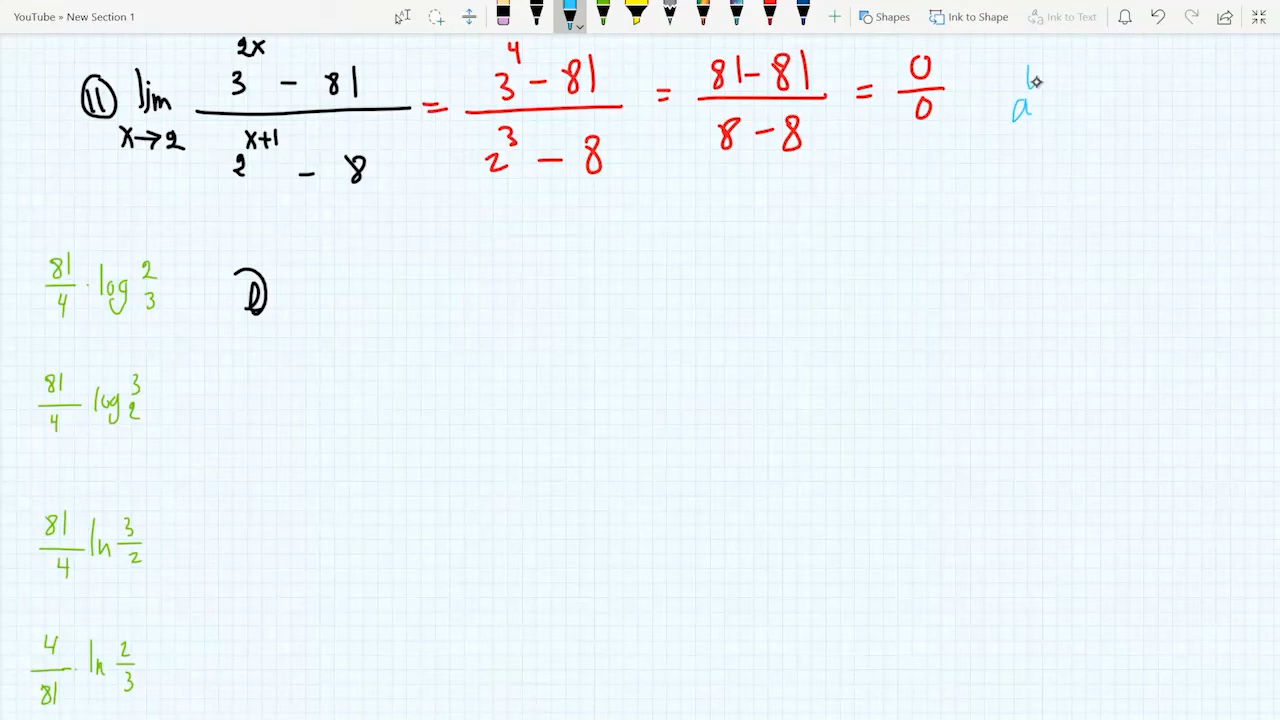 YouTube » New Section 1
Shapes Ink to Shape Ink to Text
⑪ lim x→2 (3^{2x} - 81)/(2^{x+1} - 8) = (3^4 - 81)/(2^3 - 8) = (81 - 81)/(8 - 8) = 0/0 a^b
81/4 · log 2 3
81/4 log 3 2
81/4 ln 3/2
4/81 · ln 2/3